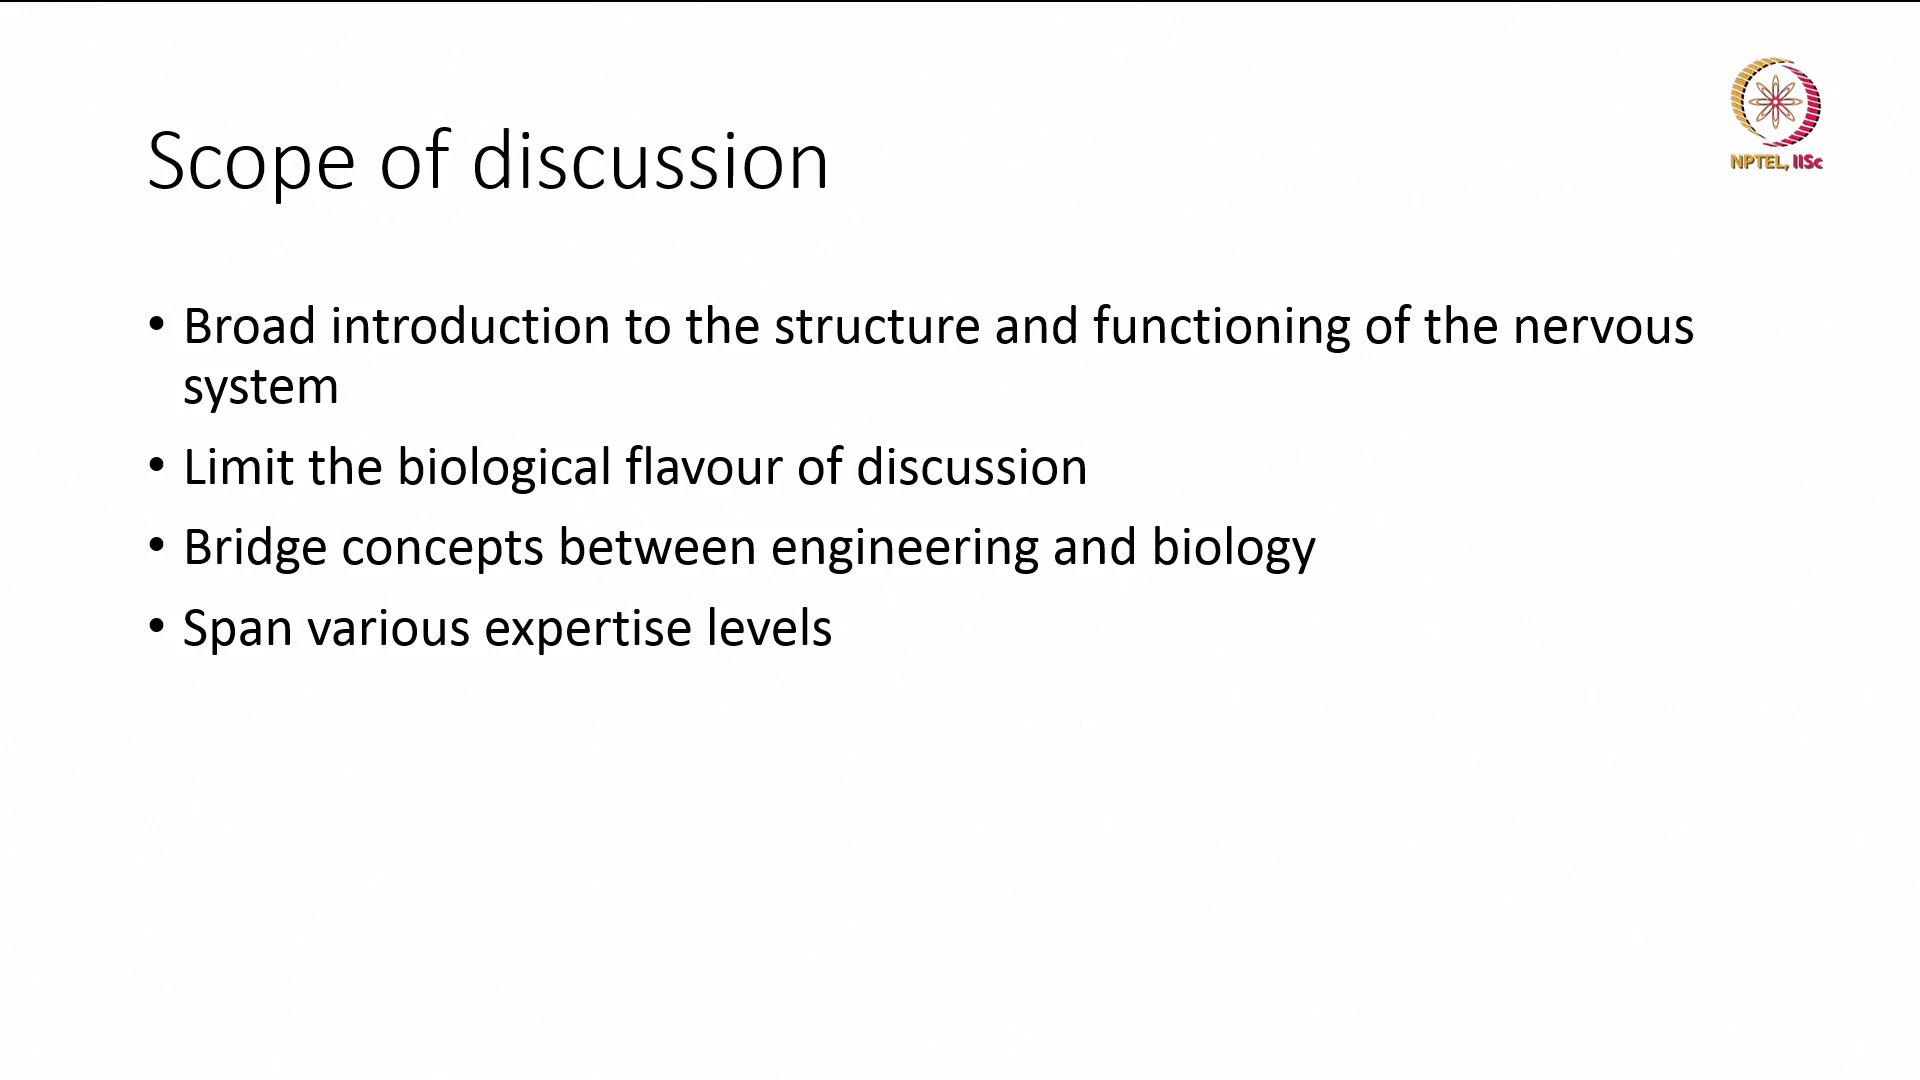 Scope of discussion
NPTEL, IISc
• Broad introduction to the structure and functioning of the nervous
system
• Limit the biological flavour of discussion
• Bridge concepts between engineering and biology
• Span various expertise levels